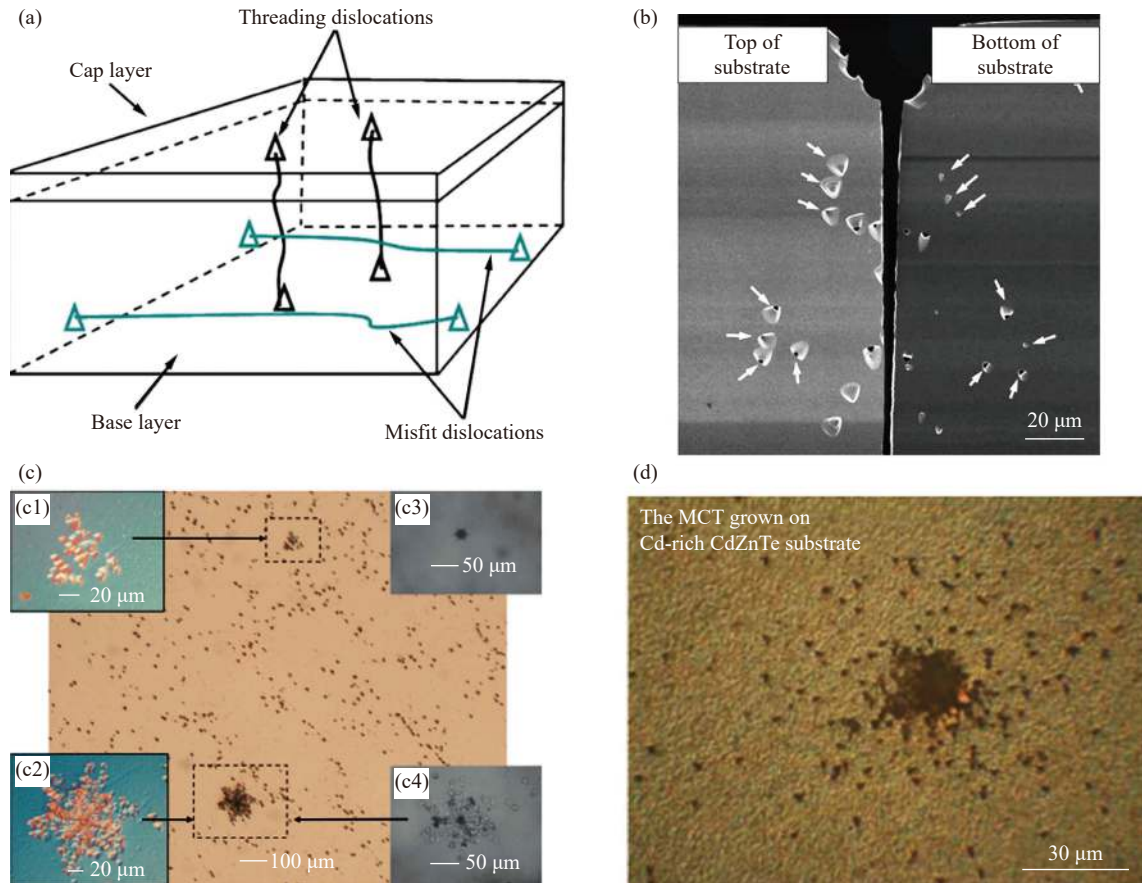 (a)
Threading dislocations
Cap layer
Base layer
Misfit dislocations
(b)
Top of
substrate
Bottom of
substrate
20 μm
(c)
(c1)
20 μm
(c3)
50 μm
(c2)
20 μm
(c4)
50 μm
100 μm
(d)
The MCT grown on
Cd-rich CdZnTe substrate
30 μm